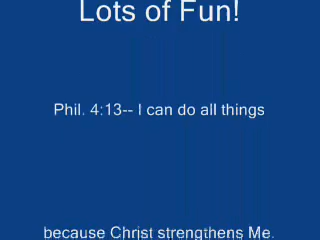 Lots of Fun!
Phil. 4:13-- I can do all things
because Christ strengthens Me.